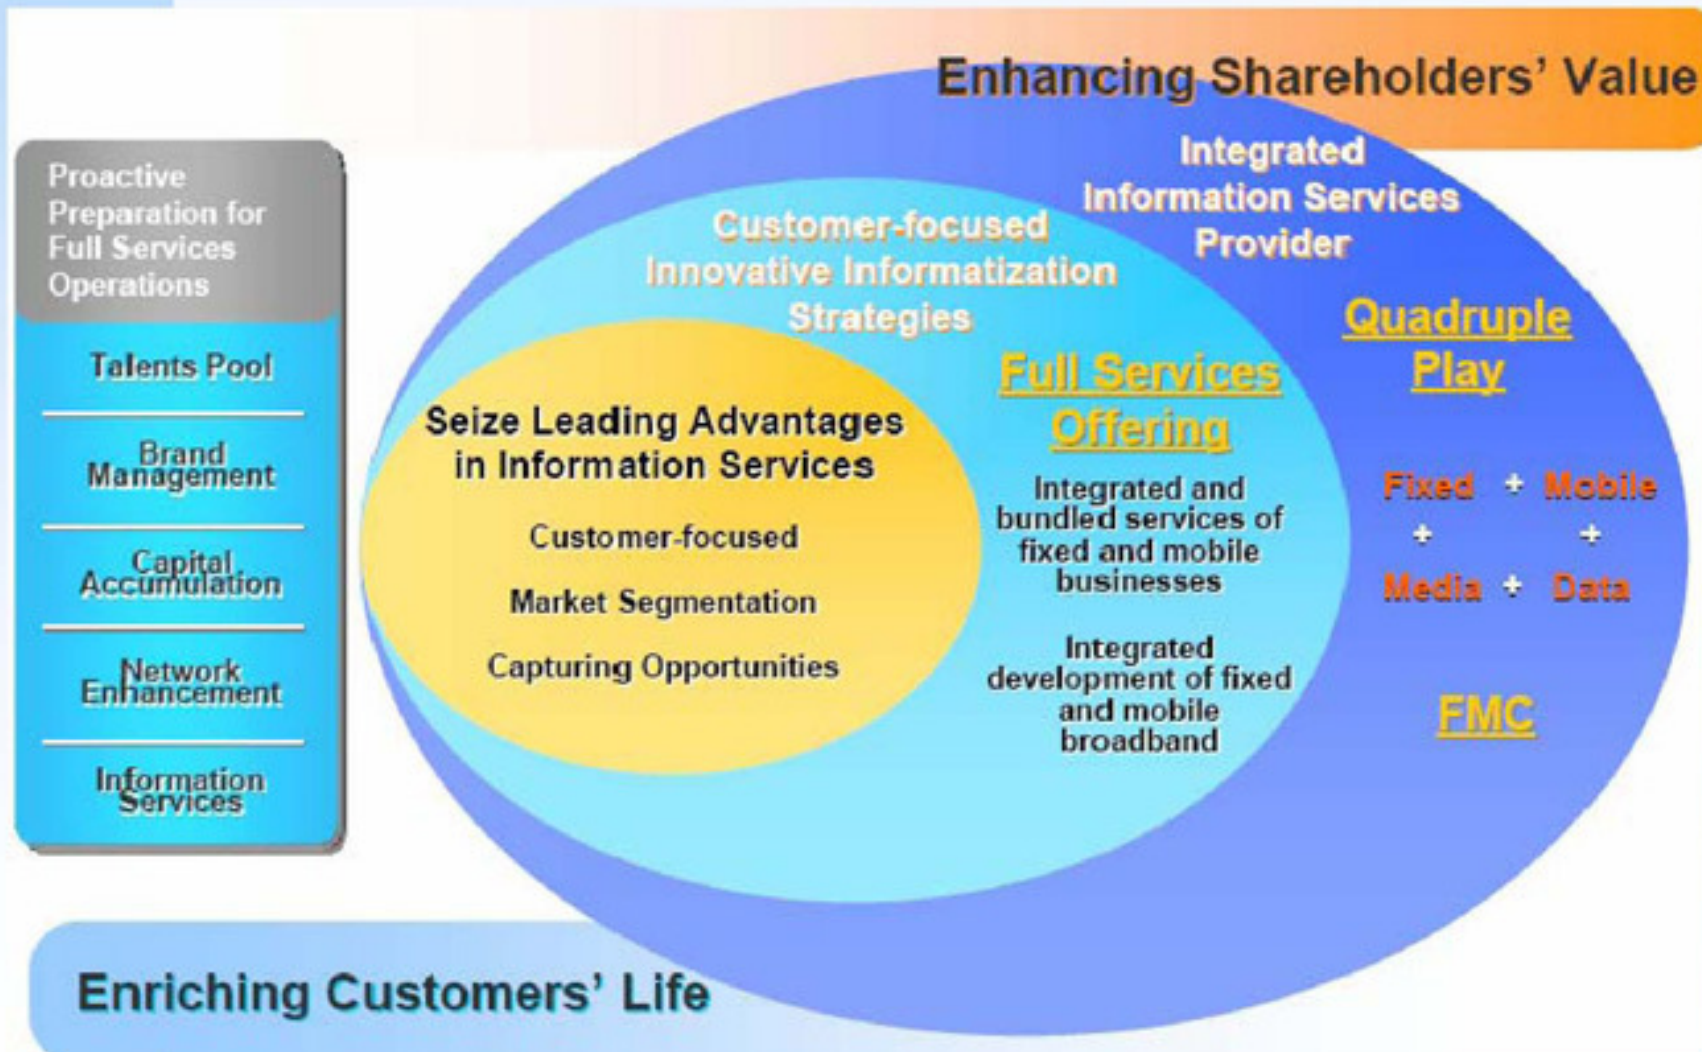 Enhancing Shareholders' Value
Proactive
Preparation for
Full Services
Operations
Talents Pool
Brand
Management
Capital
Accumulation
Network
Enhancement
Information
Services
Seize Leading Advantages
in Information Services
Customer-focused
Market Segmentation
Capturing Opportunities
Customer-focused
Innovative Informatization
Strategies
Full Services
Offering
Integrated and
bundled services of
fixed and mobile
businesses
Integrated
development of fixed
and mobile
broadband
Integrated
Information Services
Provider
Quadruple
Play
Fixed + Mobile
+ +
Media + Data
FMC
Enriching Customers' Life